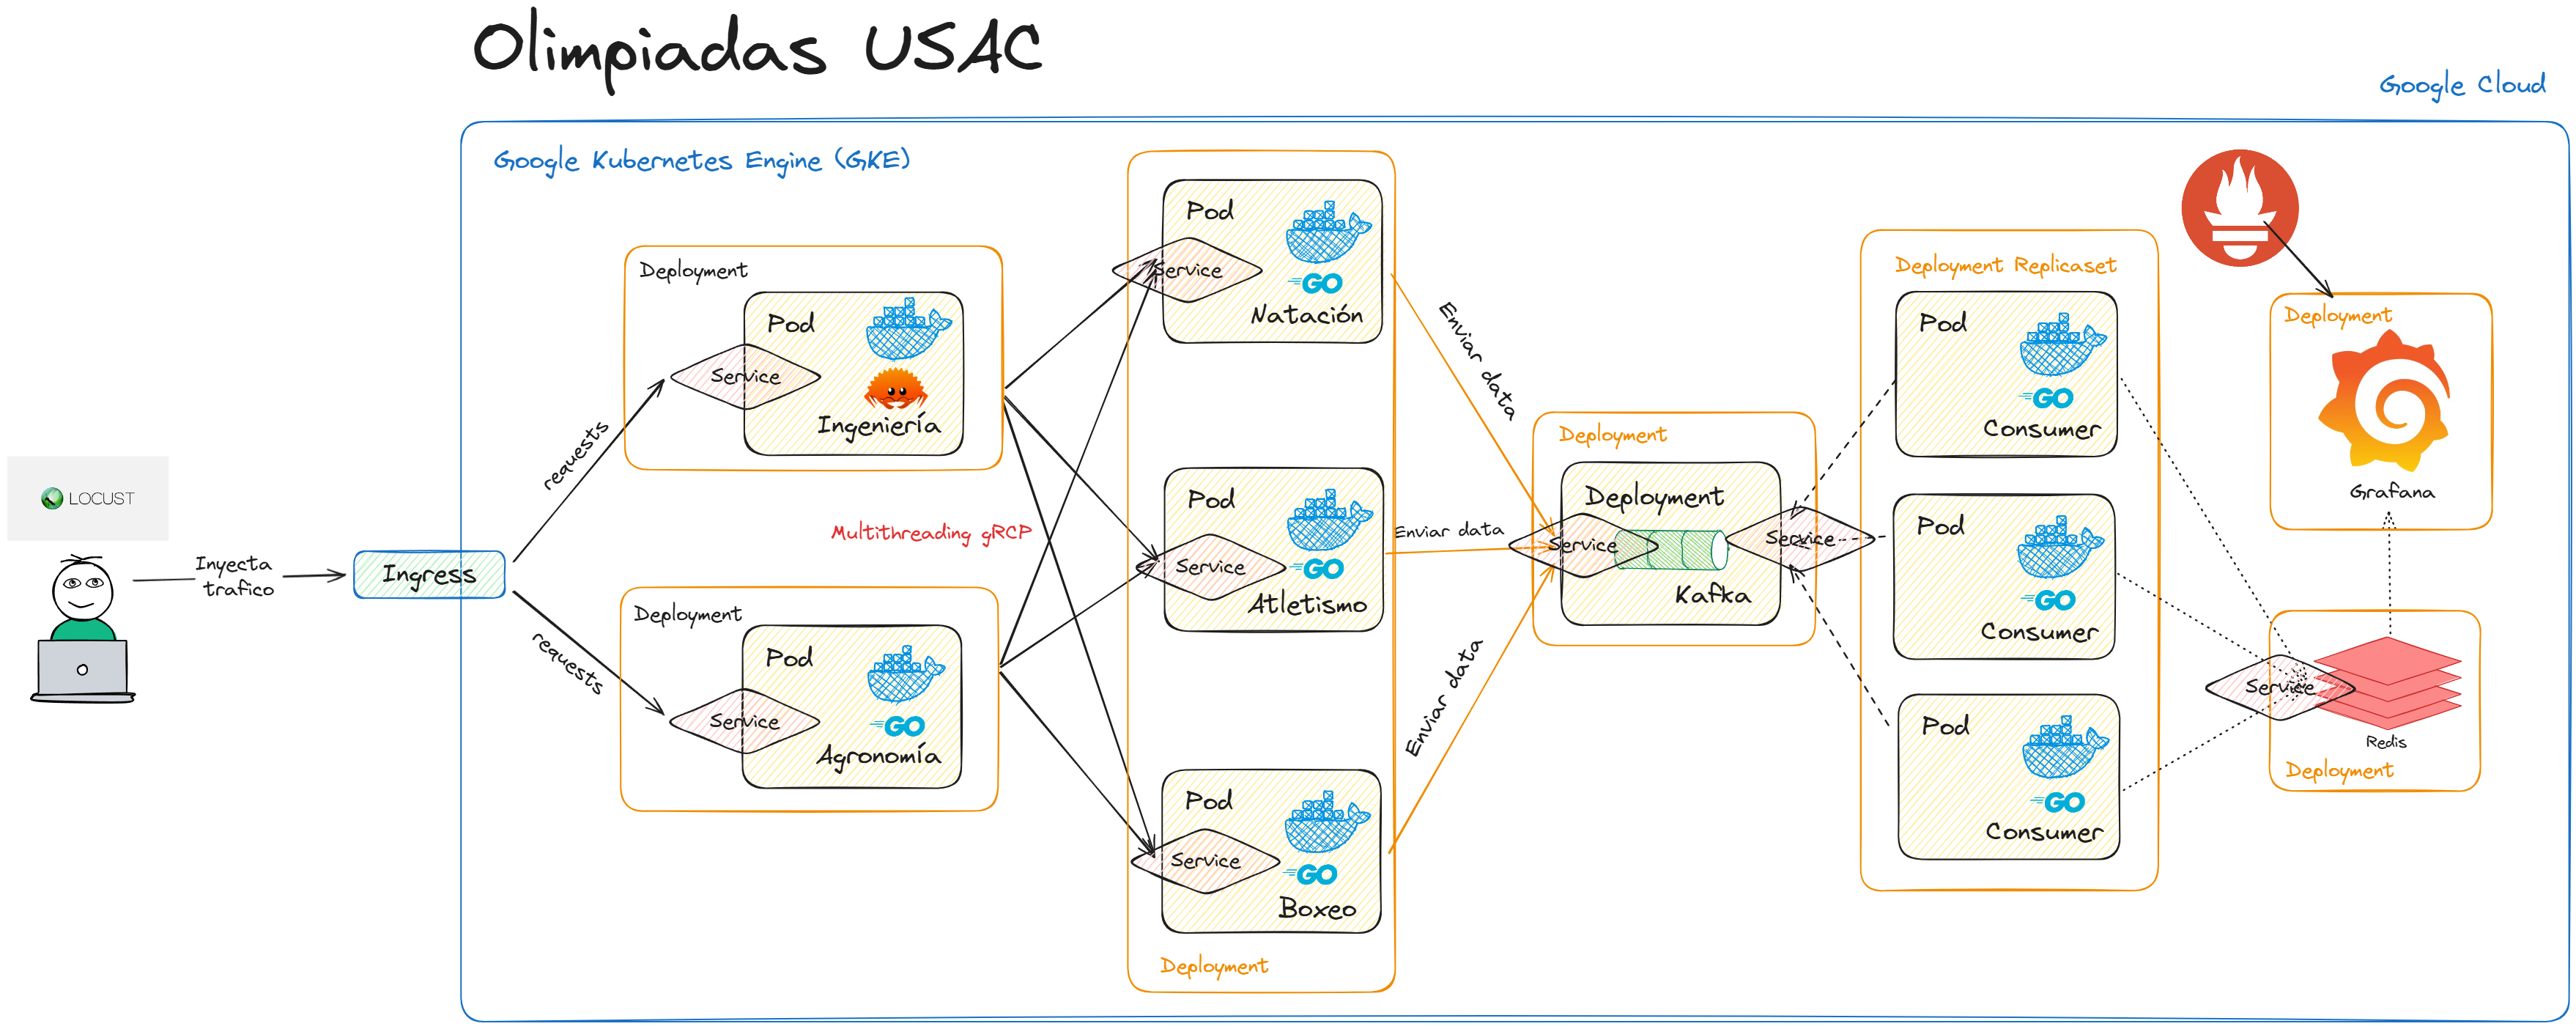 Olimpiadas USAC
Google Cloud
Google Kubernetes Engine (GKE)
LOCUST
Inyecta
trafico
Ingress
requests
requests
Deployment
Pod
Service
Ingeniería
Deployment
Pod
Service
GO
Agronomía
Multithreading gRCP
Pod
Service
GO
Natación
Pod
Service
GO
Atletismo
Pod
Service
GO
Boxeo
Deployment
Enviar data
Enviar data
Enviar data
Deployment
Deployment
Service
Service
Kafka
Deployment Replicaset
Pod
GO
Consumer
Pod
GO
Consumer
Pod
GO
Consumer
Deployment
Grafana
Service
Redis
Deployment